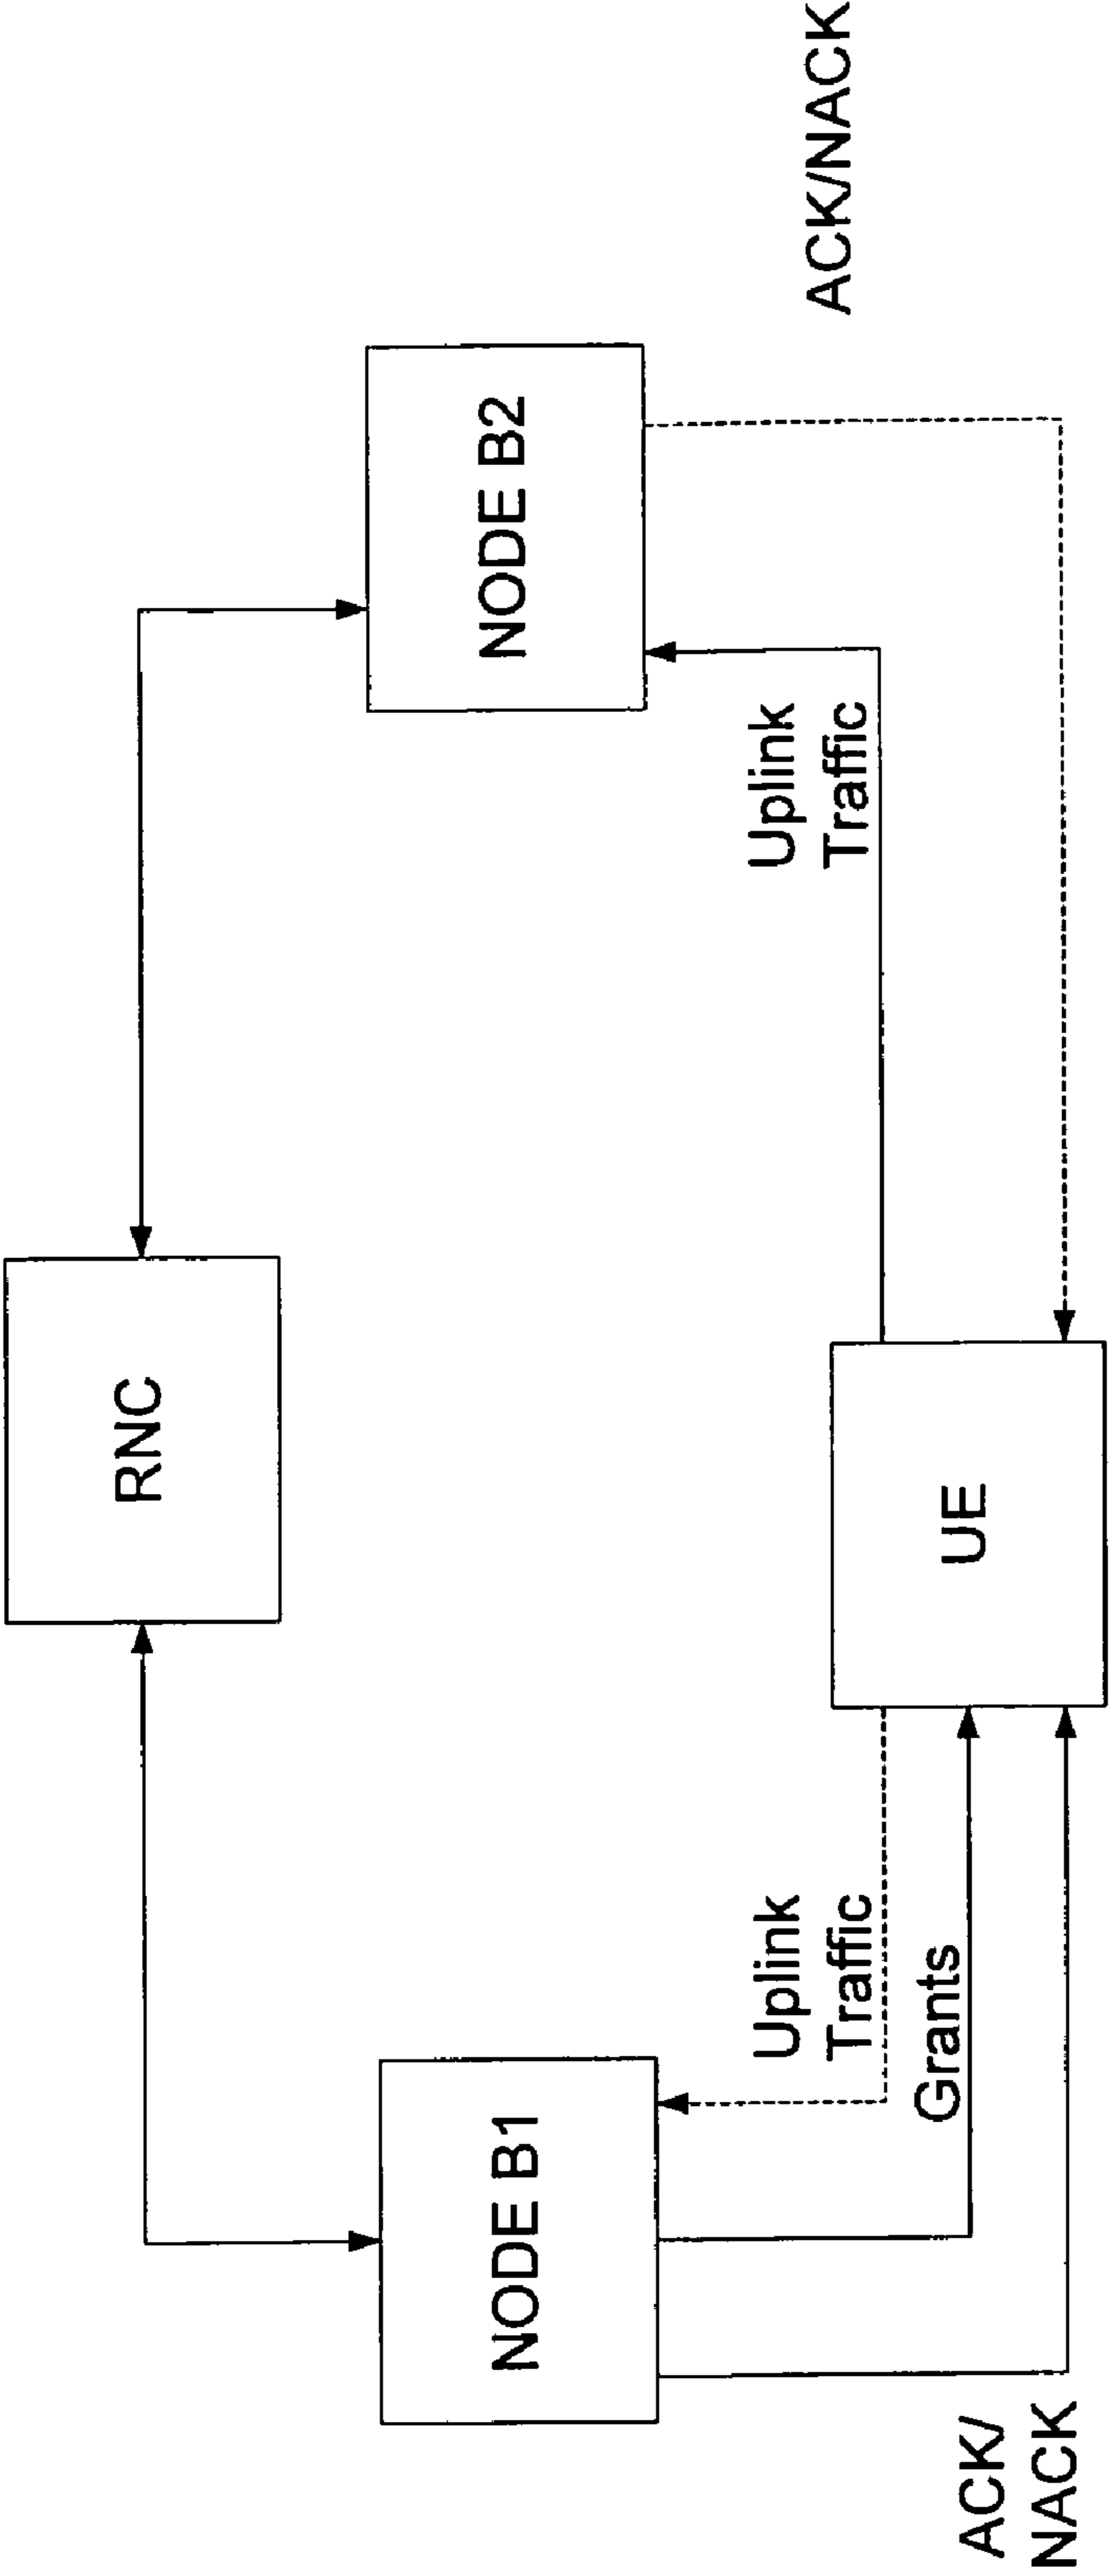 RNC
NODE B1
NODE B2
Uplink
Traffic
Uplink
Traffic
Grants
UE
ACK/
NACK
ACK/NACK